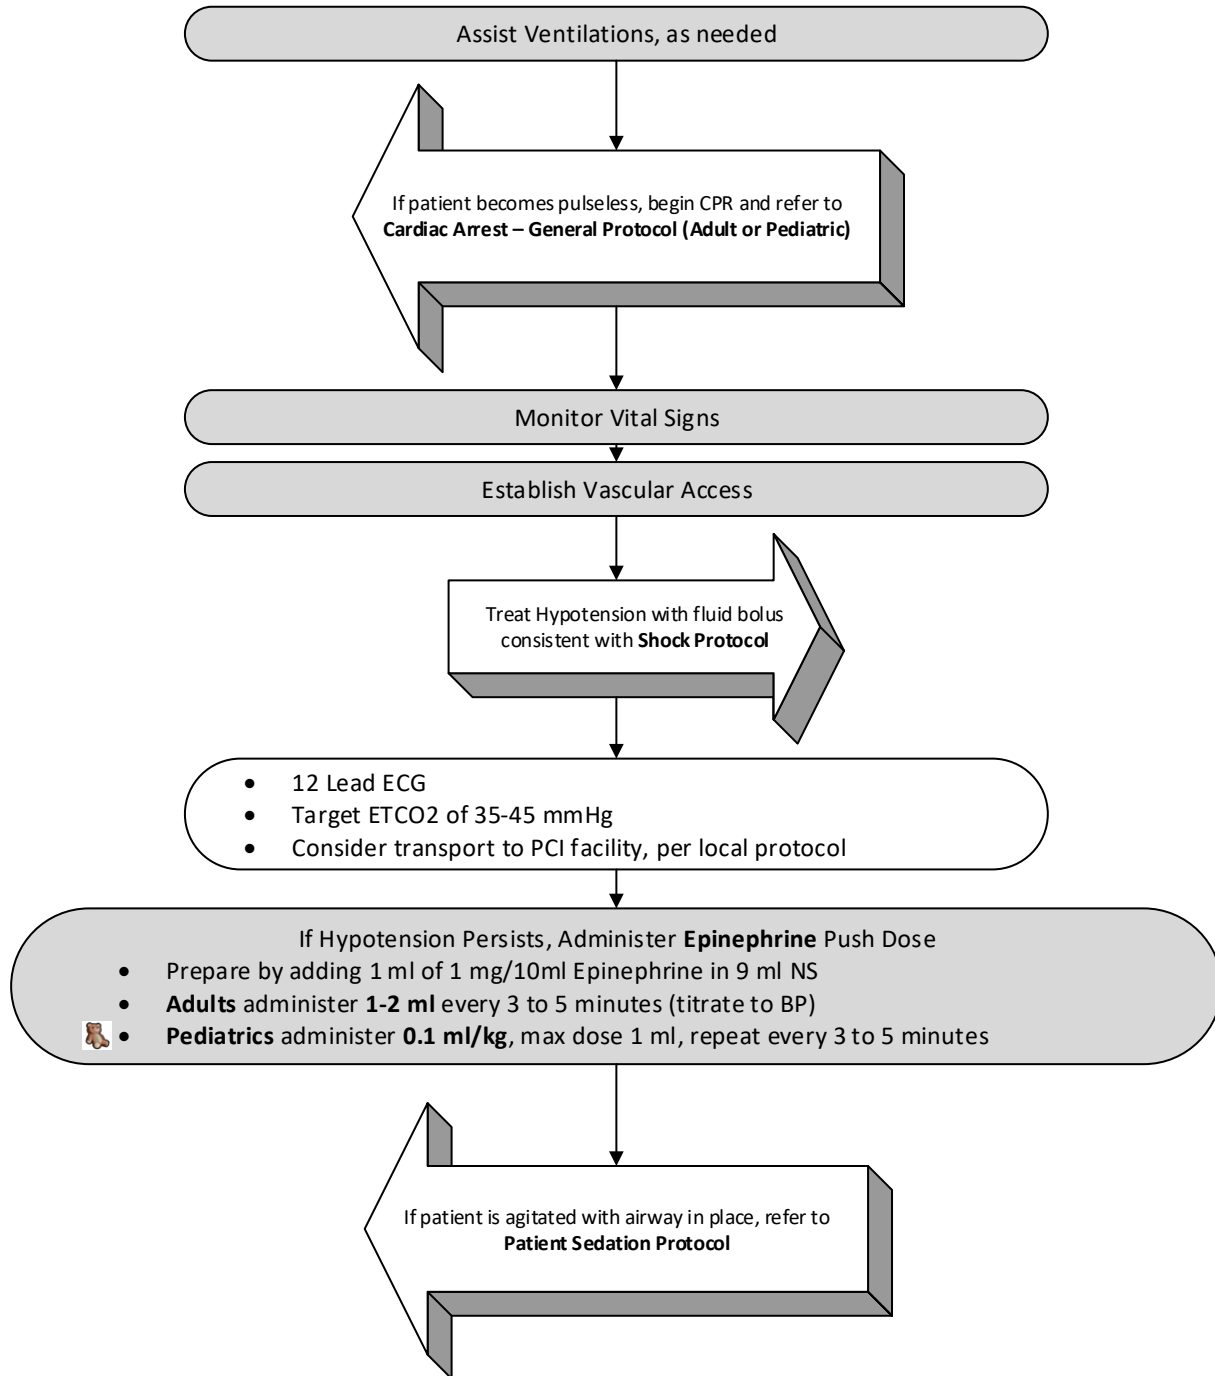 Assist Ventilations, as needed
If patient becomes pulseless, begin CPR and refer to
Cardiac Arrest – General Protocol (Adult or Pediatric)
Monitor Vital Signs
Establish Vascular Access
Treat Hypotension with fluid bolus
consistent with Shock Protocol
• 12 Lead ECG
• Target ETCO2 of 35-45 mmHg
• Consider transport to PCI facility, per local protocol
If Hypotension Persists, Administer Epinephrine Push Dose
• Prepare by adding 1 ml of 1 mg/10ml Epinephrine in 9 ml NS
• Adults administer 1-2 ml every 3 to 5 minutes (titrate to BP)
• Pediatrics administer 0.1 ml/kg, max dose 1 ml, repeat every 3 to 5 minutes
If patient is agitated with airway in place, refer to
Patient Sedation Protocol